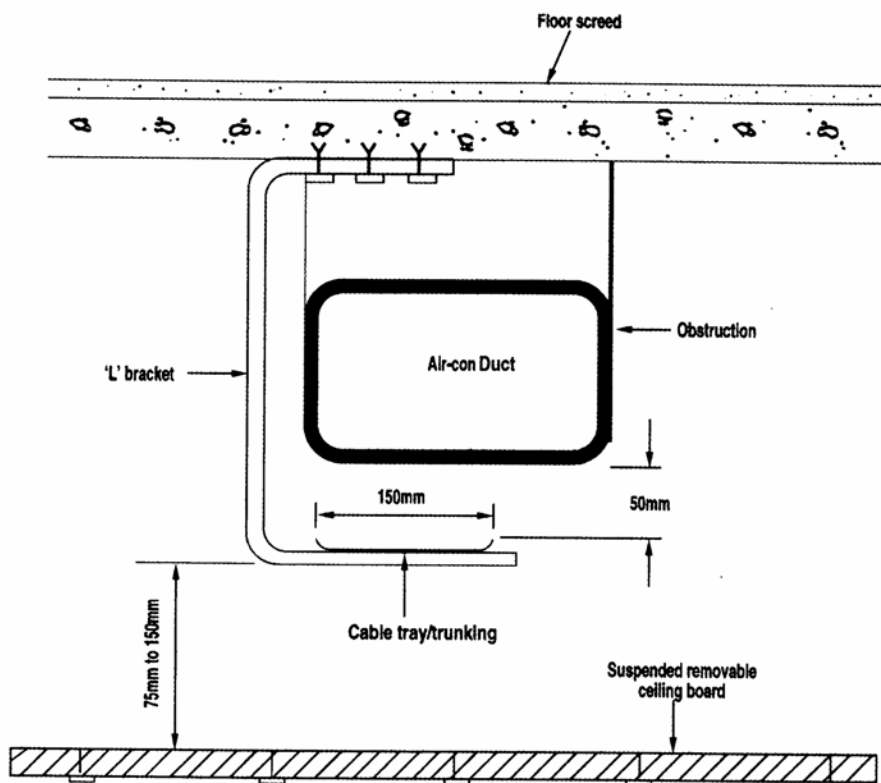 Floor screed
Obstruction
Air-con Duct
'L' bracket
150mm
50mm
Cable tray/trunking
75mm to 150mm
Suspended removable
ceiling board